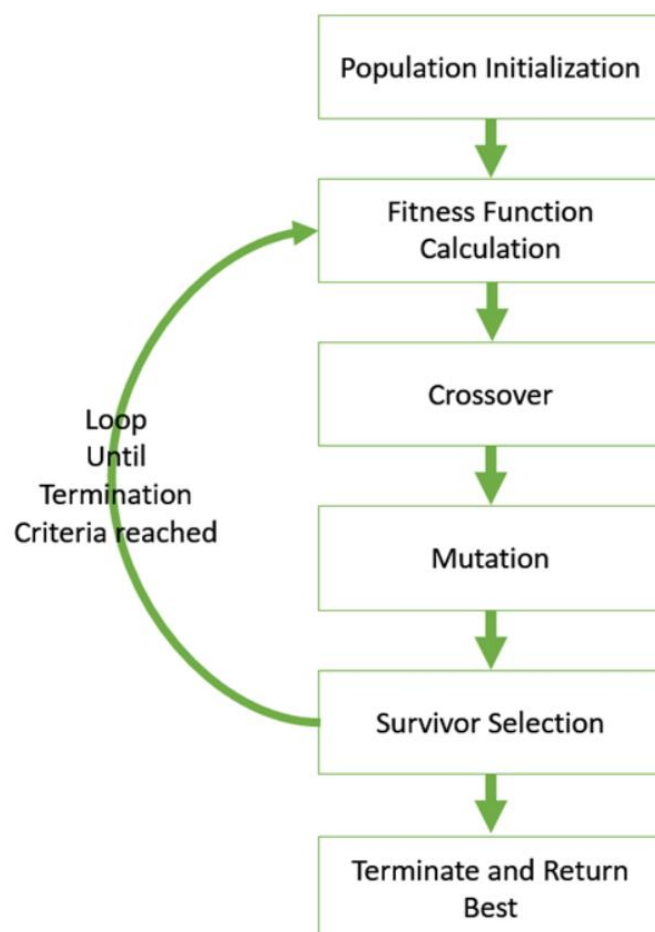 Population Initialization
Fitness Function
Calculation
Crossover
Loop
Until
Termination
Criteria reached
Mutation
Survivor Selection
Terminate and Return
Best